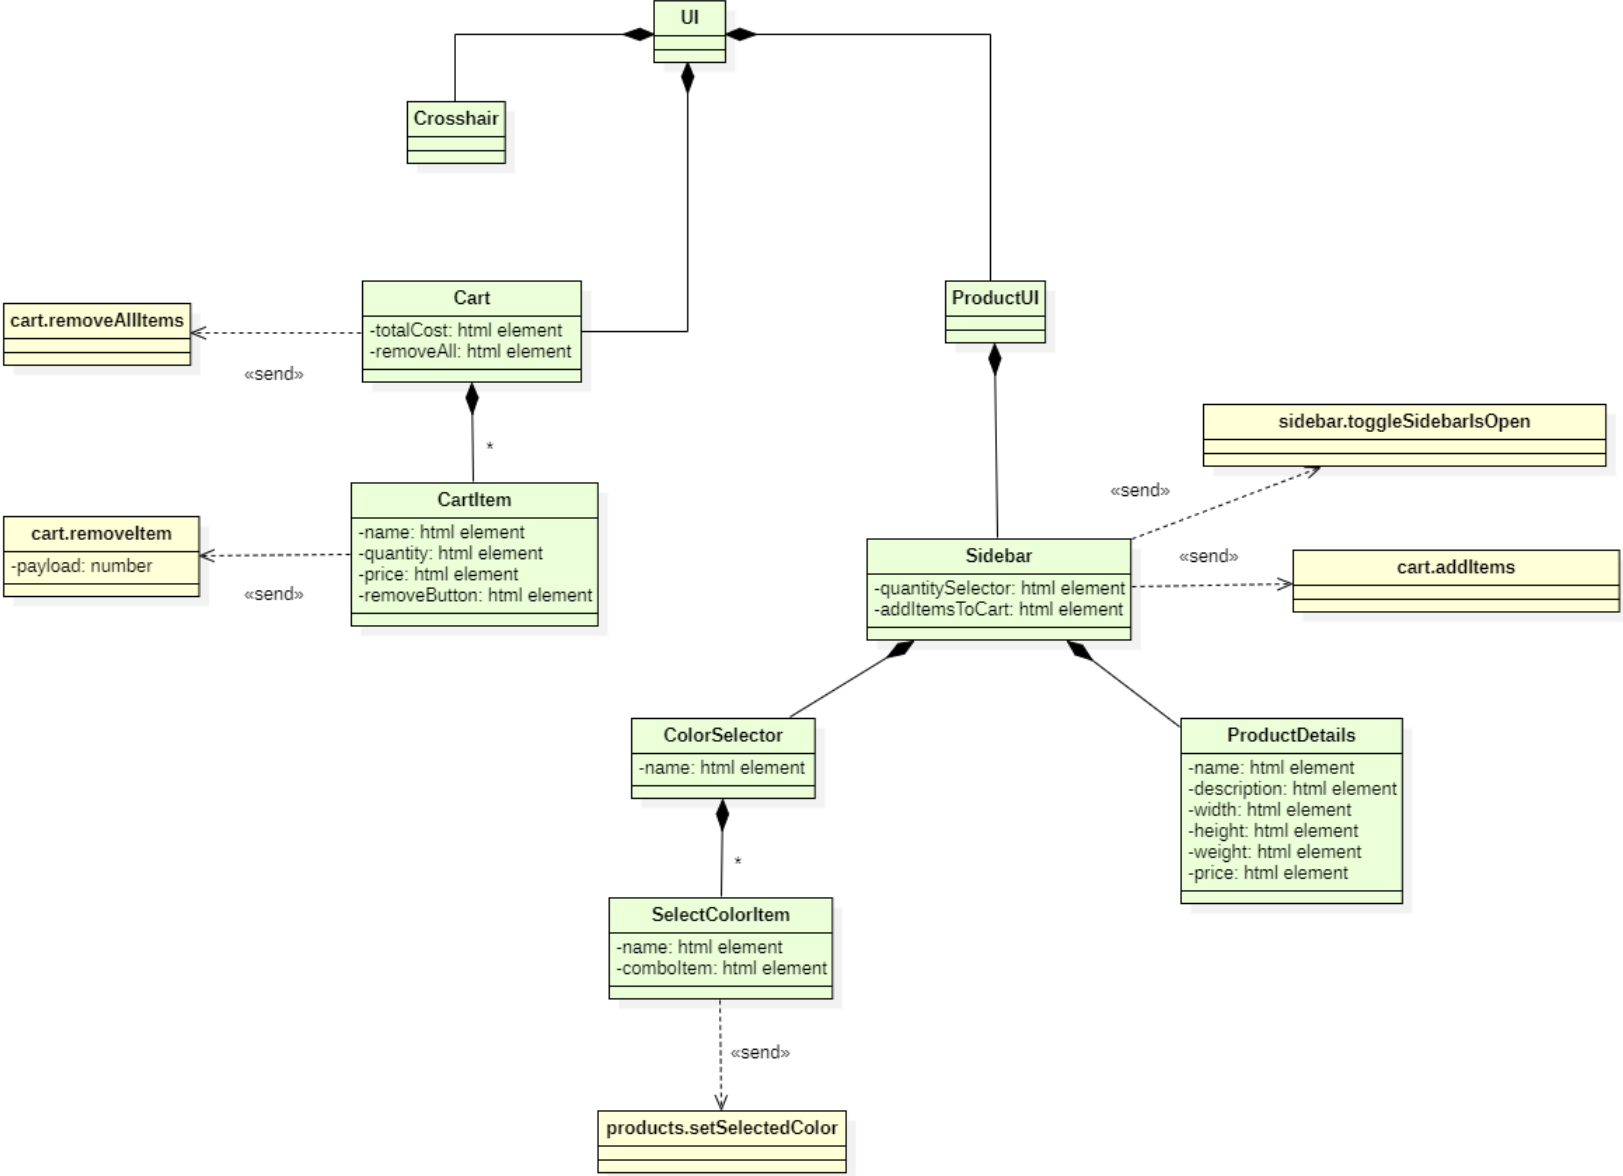 UI
Crosshair
Cart
-totalCost: html element
-removeAll: html element
cart.removeAllItems
«send»
ProductUI
*
CartItem
-name: html element
-quantity: html element
-price: html element
-removeButton: html element
cart.removeItem
-payload: number
«send»
sidebar.toggleSidebarIsOpen
«send»
«send»
cart.addItems
Sidebar
-quantitySelector: html element
-addItemsToCart: html element
ColorSelector
-name: html element
ProductDetails
-name: html element
-description: html element
-width: html element
-height: html element
-weight: html element
-price: html element
*
SelectColorItem
-name: html element
-comboItem: html element
«send»
products.setSelectedColor